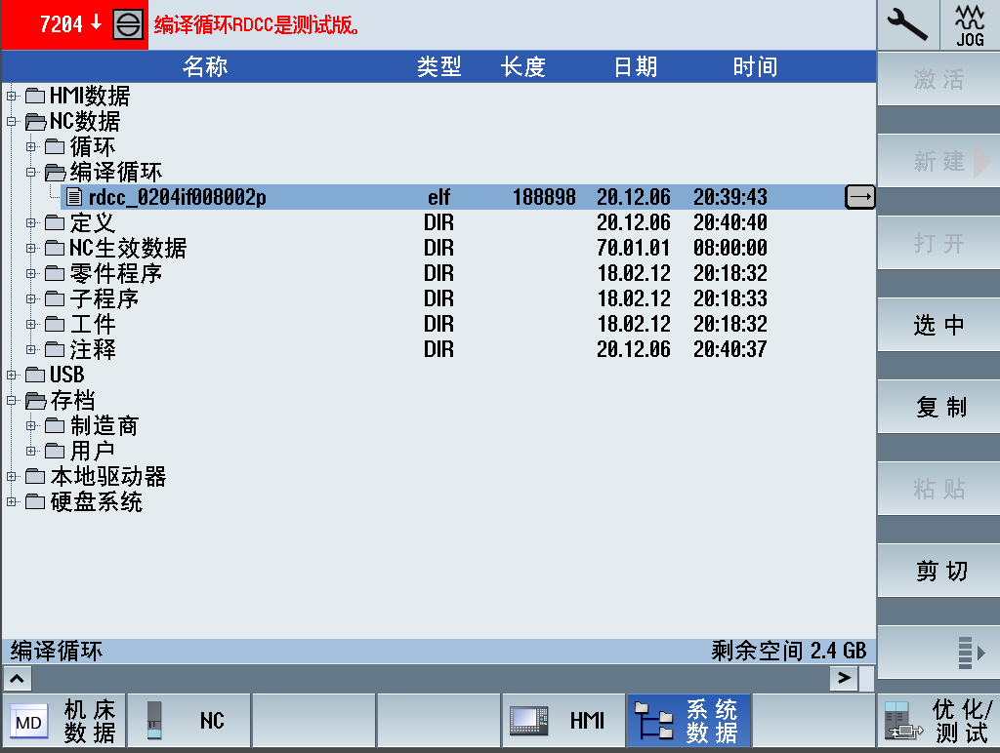 7204 ↓ 编译循环RDCC是测试版。
JOG
名称 类型 长度 日期 时间
激活
HMI数据
NC数据
循环
新建
编译循环
rdcc_0204if008002p elf 188898 20.12.06 20:39:43
定义 DIR 20.12.06 20:40:40
NC生效数据 DIR 70.01.01 08:00:00
打开
零件程序 DIR 18.02.12 20:18:32
子程序 DIR 18.02.12 20:18:33
工件 DIR 18.02.12 20:18:32
选中
注释 DIR 20.12.06 20:40:37
USB
存档
复制
制造商
用户
本地驱动器
粘贴
硬盘系统
剪切
编译循环 剩余空间 2.4 GB
MD 机床数据
NC
HMI
系统数据
优化/测试